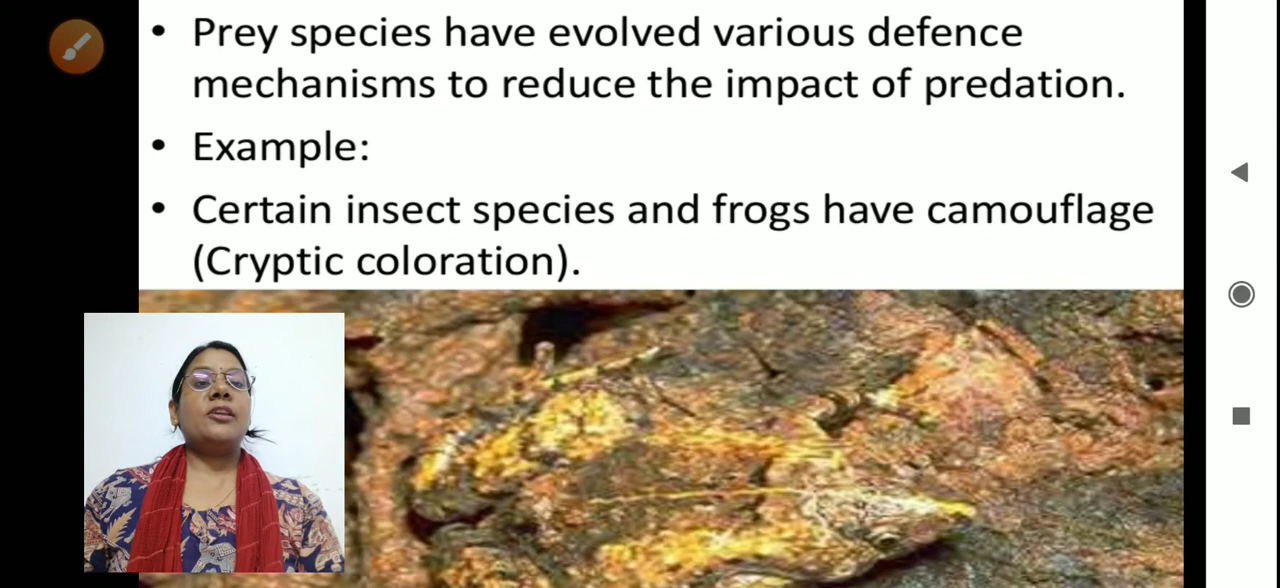 • Prey species have evolved various defence
mechanisms to reduce the impact of predation.
• Example:
• Certain insect species and frogs have camouflage
(Cryptic coloration).